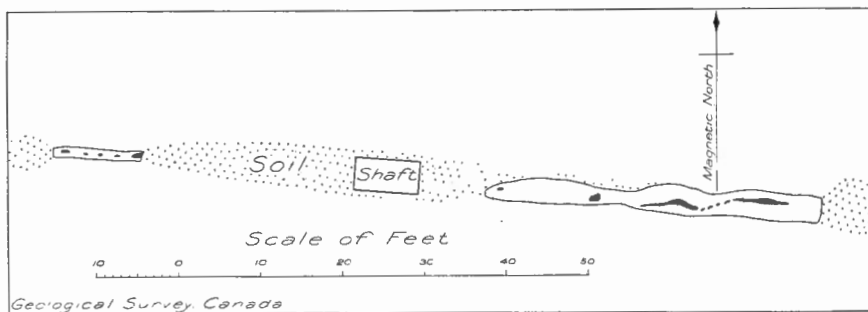 Magnetic North
Soil
Shaft
Scale of Feet
10 0 10 20 30 40 50
Geological Survey, Canada